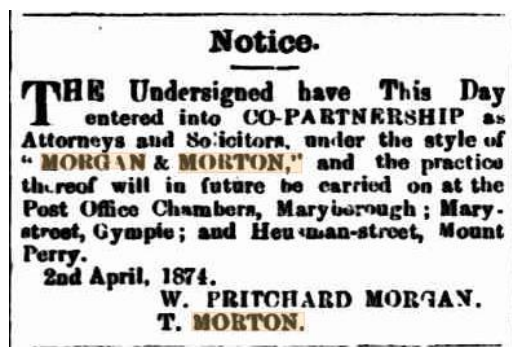 Notice.
THE Undersigned have This Day
entered into CO-PARTNERSHIP as
Attorneys and Solicitors, under the style of
" MORGAN & MORTON," and the practice
thereof will in future be carried on at the
Post Office Chambers, Maryborough ; Mary-
street, Gympie; and Heusman-street, Mount
Perry.
2nd April, 1874.
W. PRITCHARD MORGAN.
T. MORTON.